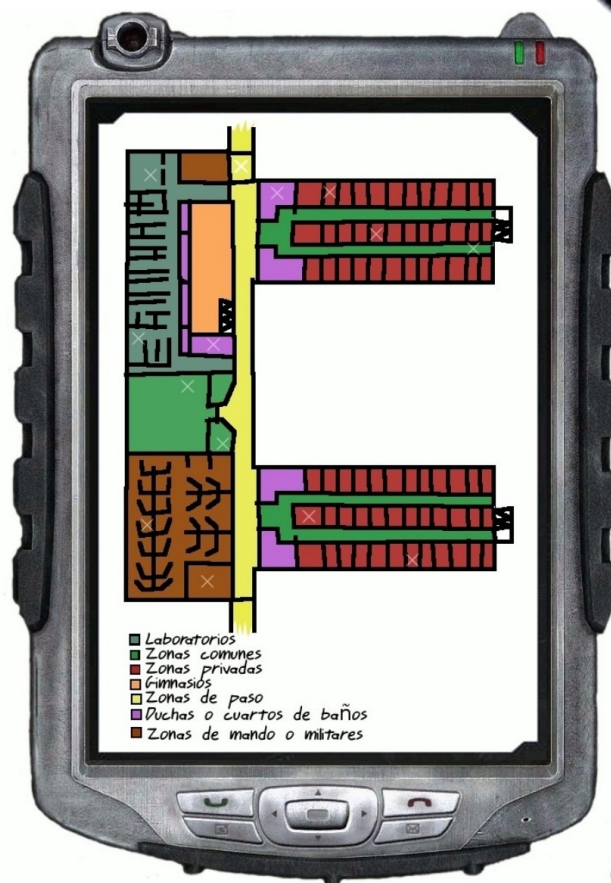 Laboratorios
Zonas comunes
Zonas privadas
Gimnasios
Zonas de paso
Duchas o cuartos de baños
Zonas de mando o militares